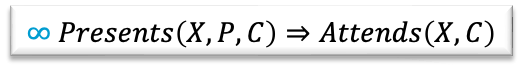 ∞ Presents(X, P, C) ⇒ Attends(X, C)